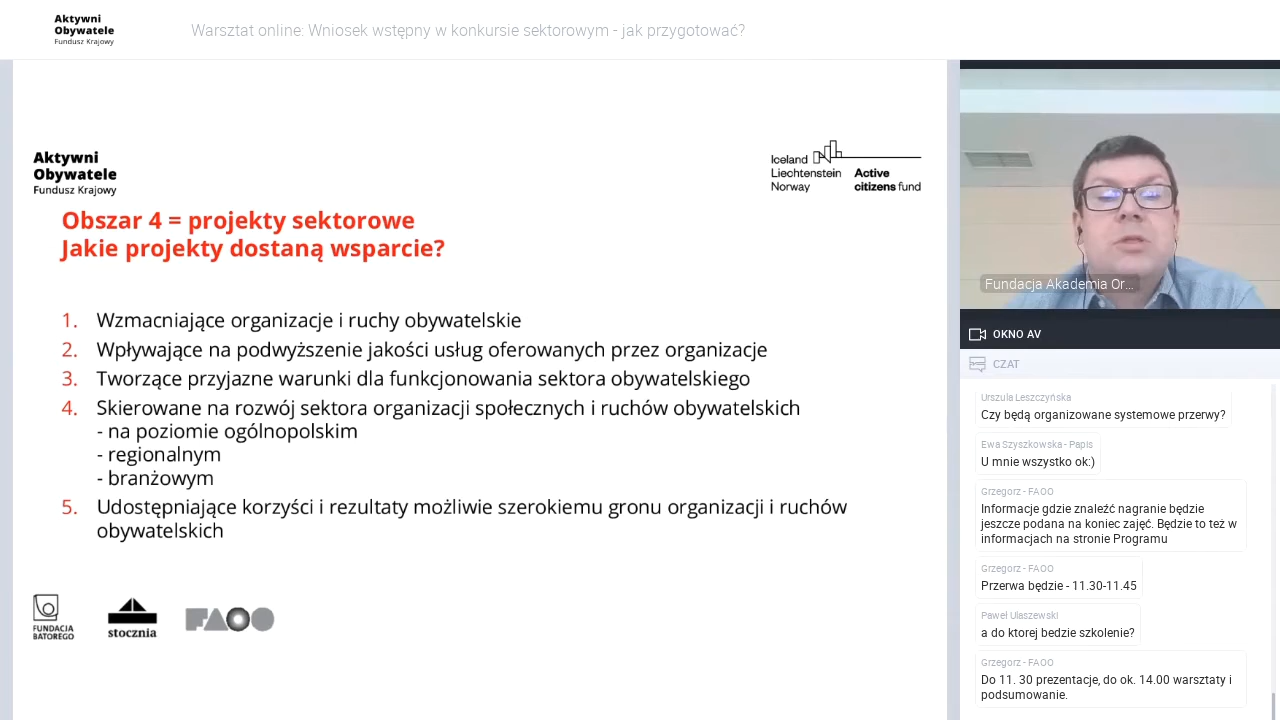 Aktywni
Obywatele
Fundusz Krajowy
Warsztat online: Wniosek wstępny w konkursie sektorowym - jak przygotować?
Aktywni
Obywatele
Fundusz Krajowy
Iceland
Liechtenstein
Norway
Active
citizens fund
Obszar 4 = projekty sektorowe
Jakie projekty dostaną wsparcie?
1. Wzmacniające organizacje i ruchy obywatelskie
2. Wpływające na podwyższenie jakości usług oferowanych przez organizacje
3. Tworzące przyjazne warunki dla funkcjonowania sektora obywatelskiego
4. Skierowane na rozwój sektora organizacji społecznych i ruchów obywatelskich
- na poziomie ogólnopolskim
- regionalnym
- branżowym
5. Udostępniające korzyści i rezultaty możliwie szerokiemu gronu organizacji i ruchów
obywatelskich
FUNDACJA
BATOREGO
stocznia
FAOO
Fundacja Akademia Or...
OKNO AV
CZAT
Urszula Leszczyńska
Czy będą organizowane systemowe przerwy?
Ewa Szyszkowska - Papis
U mnie wszystko ok:)
Grzegorz - FAOO
Informacje gdzie znaleźć nagranie będzie
jeszcze podana na koniec zajęć. Będzie to też w
informacjach na stronie Programu
Grzegorz - FAOO
Przerwa będzie - 11.30-11.45
Paweł Ułaszewski
a do ktorej bedzie szkolenie?
Grzegorz - FAOO
Do 11. 30 prezentacje, do ok. 14.00 warsztaty i
podsumowanie.